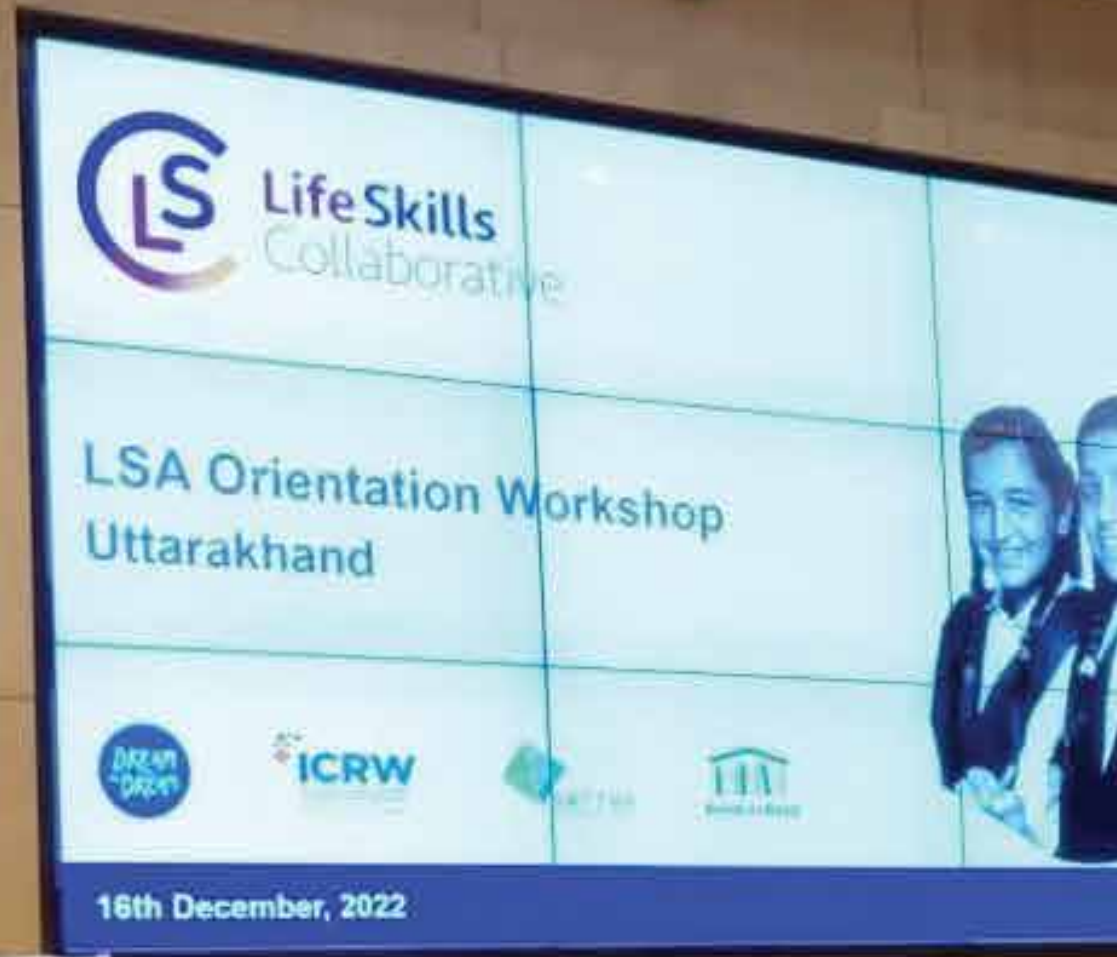 LS
Life Skills
Collaborative
LSA Orientation Workshop
Uttarakhand
DREAM
DREAM
ICRW
16th December, 2022